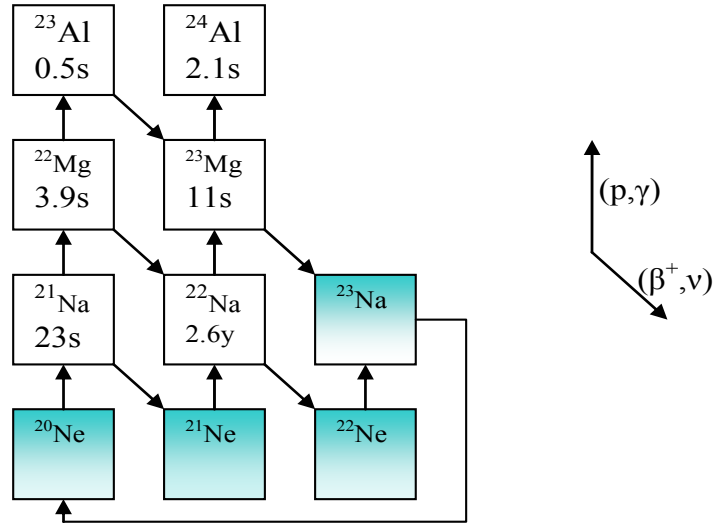 ²³Al
0.5s
²⁴Al
2.1s
²²Mg
3.9s
²³Mg
11s
(p,γ)
(β⁺,ν)
²¹Na
23s
²²Na
2.6y
²³Na
²⁰Ne
²¹Ne
²²Ne